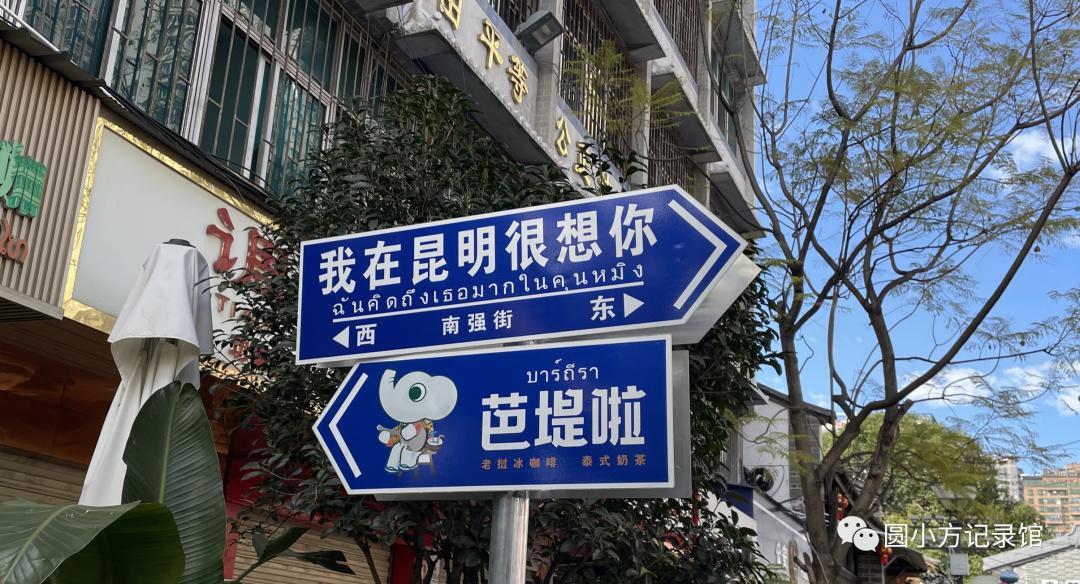 平等
公
我在昆明很想你
ฉันคิดถึงเธอมากในคุนหมิง
西 南强街 东
บาร์ถีรา
芭堤啦
老挝冰咖啡 泰式奶茶
圆小方记录馆